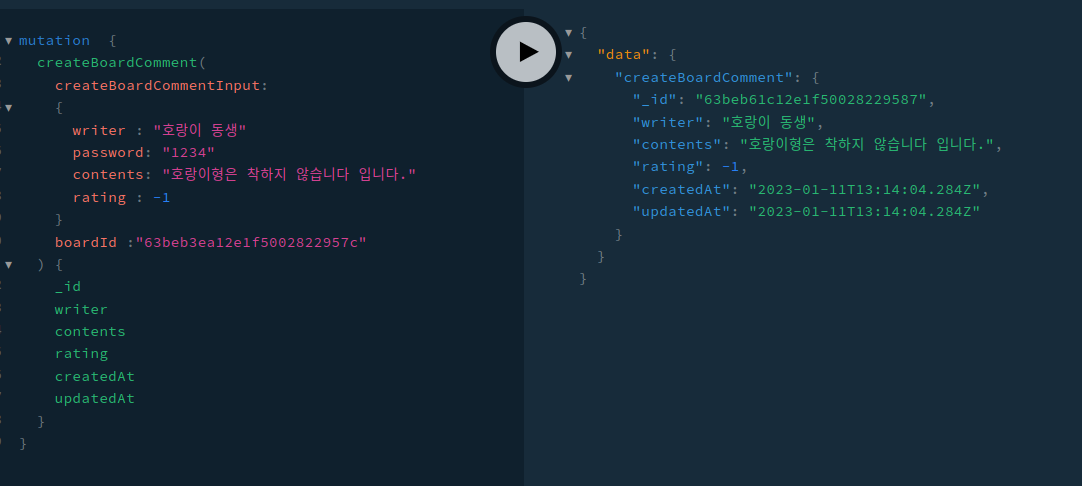 mutation  {
createBoardComment(
createBoardCommentInput:
{
writer : "호랑이 동생"
password: "1234"
contents: "호랑이형은 착하지 않습니다 입니다."
rating : -1
}
boardId :"63beb3ea12e1f5002822957c"
) {
_id
writer
contents
rating
createdAt
updatedAt
}
}
{
"data": {
"createBoardComment": {
"_id": "63beb61c12e1f50028229587",
"writer": "호랑이 동생",
"contents": "호랑이형은 착하지 않습니다 입니다.",
"rating": -1,
"createdAt": "2023-01-11T13:14:04.284Z",
"updatedAt": "2023-01-11T13:14:04.284Z"
}
}
}